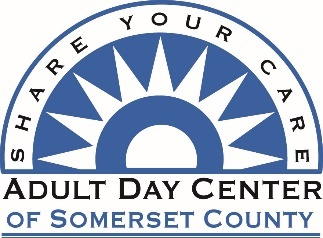 SHARE YOUR CARE
ADULT DAY CENTER
OF SOMERSET COUNTY